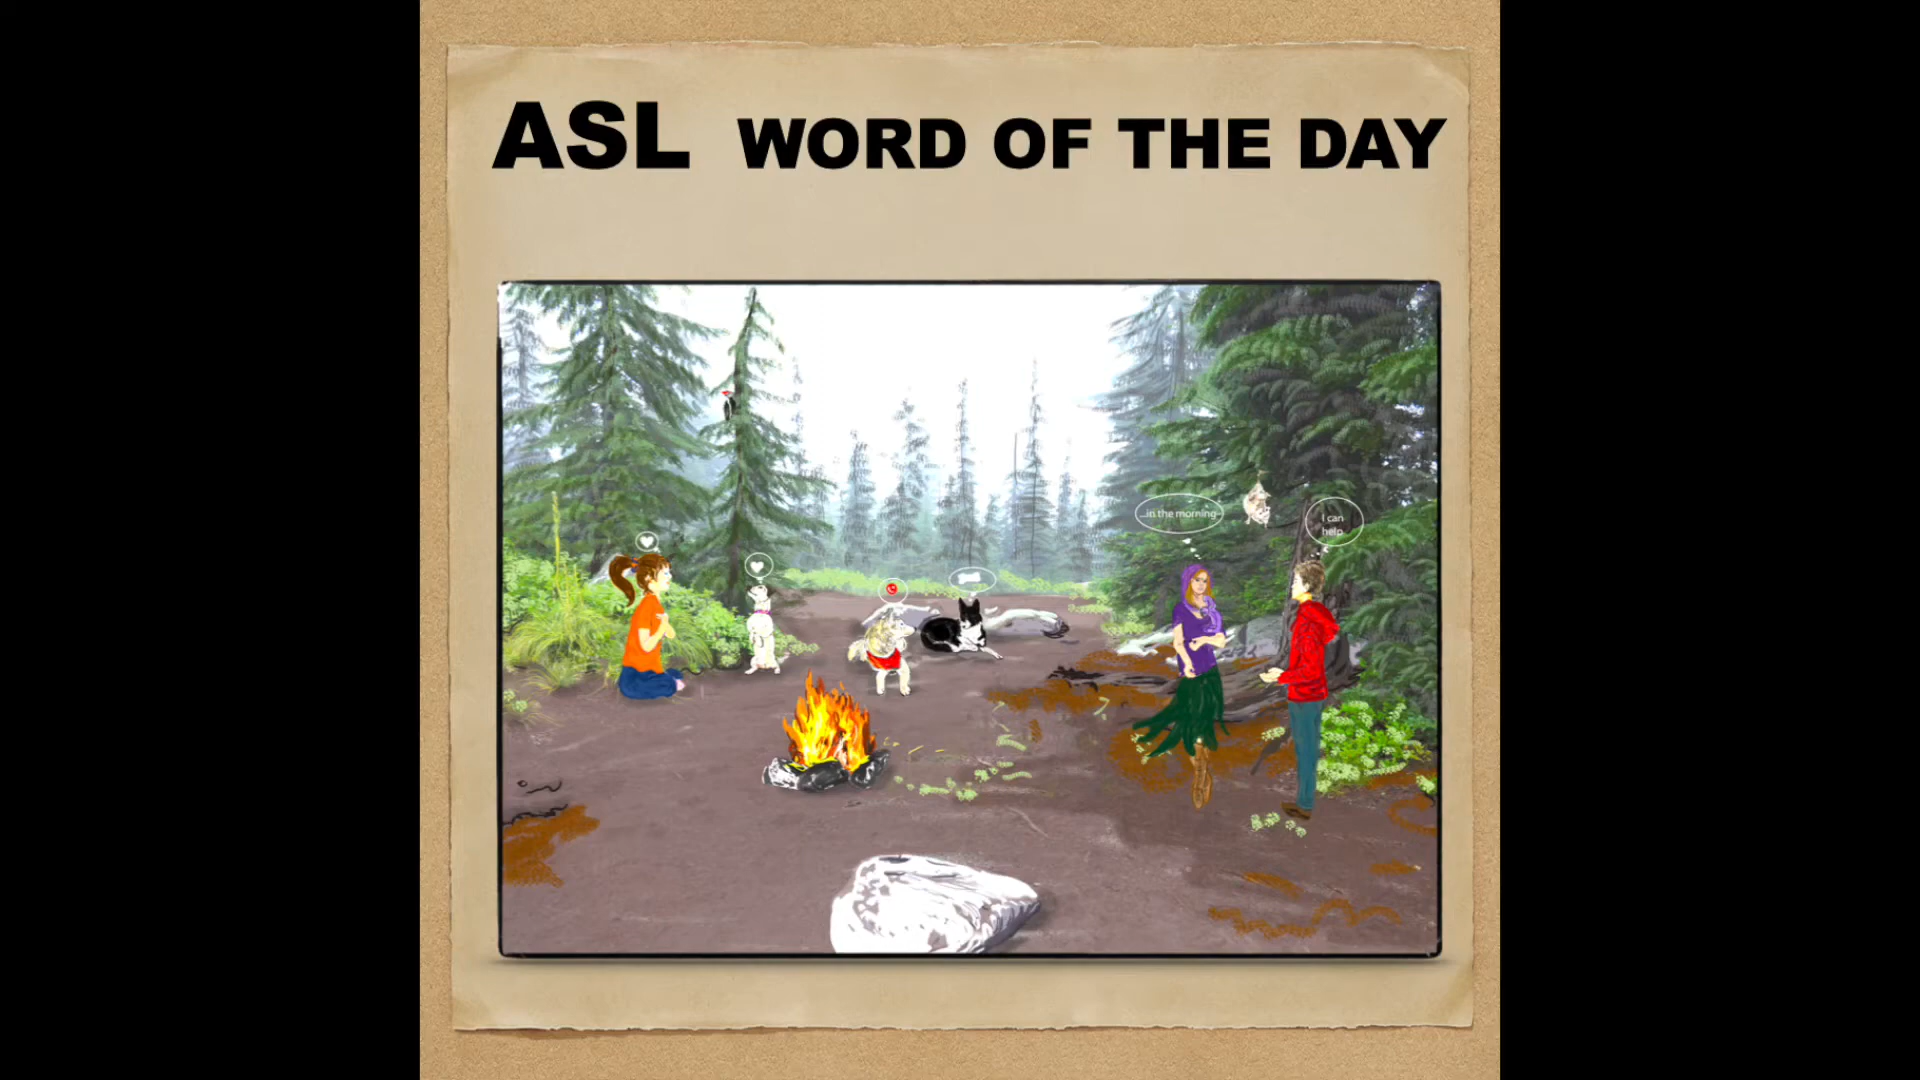 ASL WORD OF THE DAY
...in the morning
I can
help